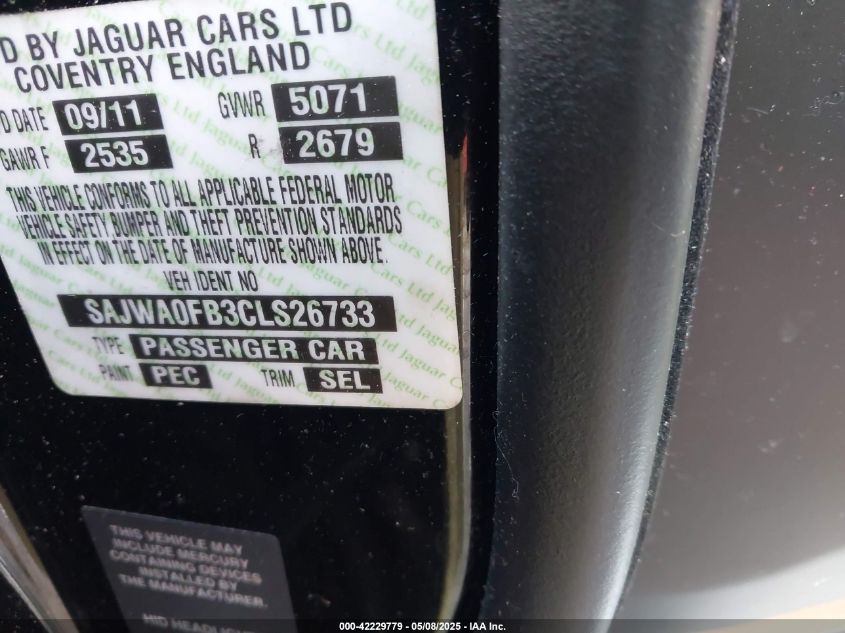 D BY JAGUAR CARS LTD
COVENTRY ENGLAND
D DATE 09/11 GVWR 5071
GAWR F 2535 R 2679
THIS VEHICLE CONFORMS TO ALL APPLICABLE FEDERAL MOTOR
VEHICLE SAFETY BUMPER AND THEFT PREVENTION STANDARDS
IN EFFECT ON THE DATE OF MANUFACTURE SHOWN ABOVE.
VEH IDENT NO
SAJWA0FB3CLS26733
TYPE PASSENGER CAR
PAINT PEC TRIM SEL
THIS VEHICLE MAY
INCLUDE MERCURY
CONTAINING DEVICES
INSTALLED BY
THE MANUFACTURER.
HID HEADLIGHT
000-42229779 - 05/08/2025 - IAA Inc.